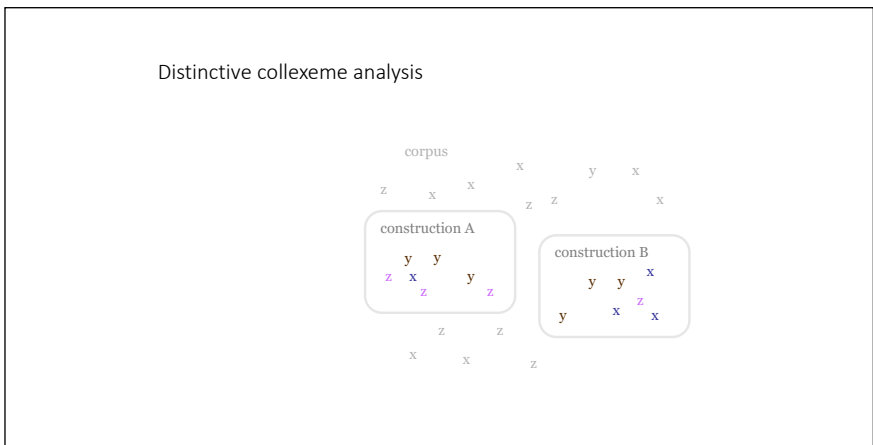 Distinctive collexeme analysis
corpus
x
y x
z x x
z z x
construction A
y y
z x y
z z
construction B
x
y y
z
y x x
z z
x x z